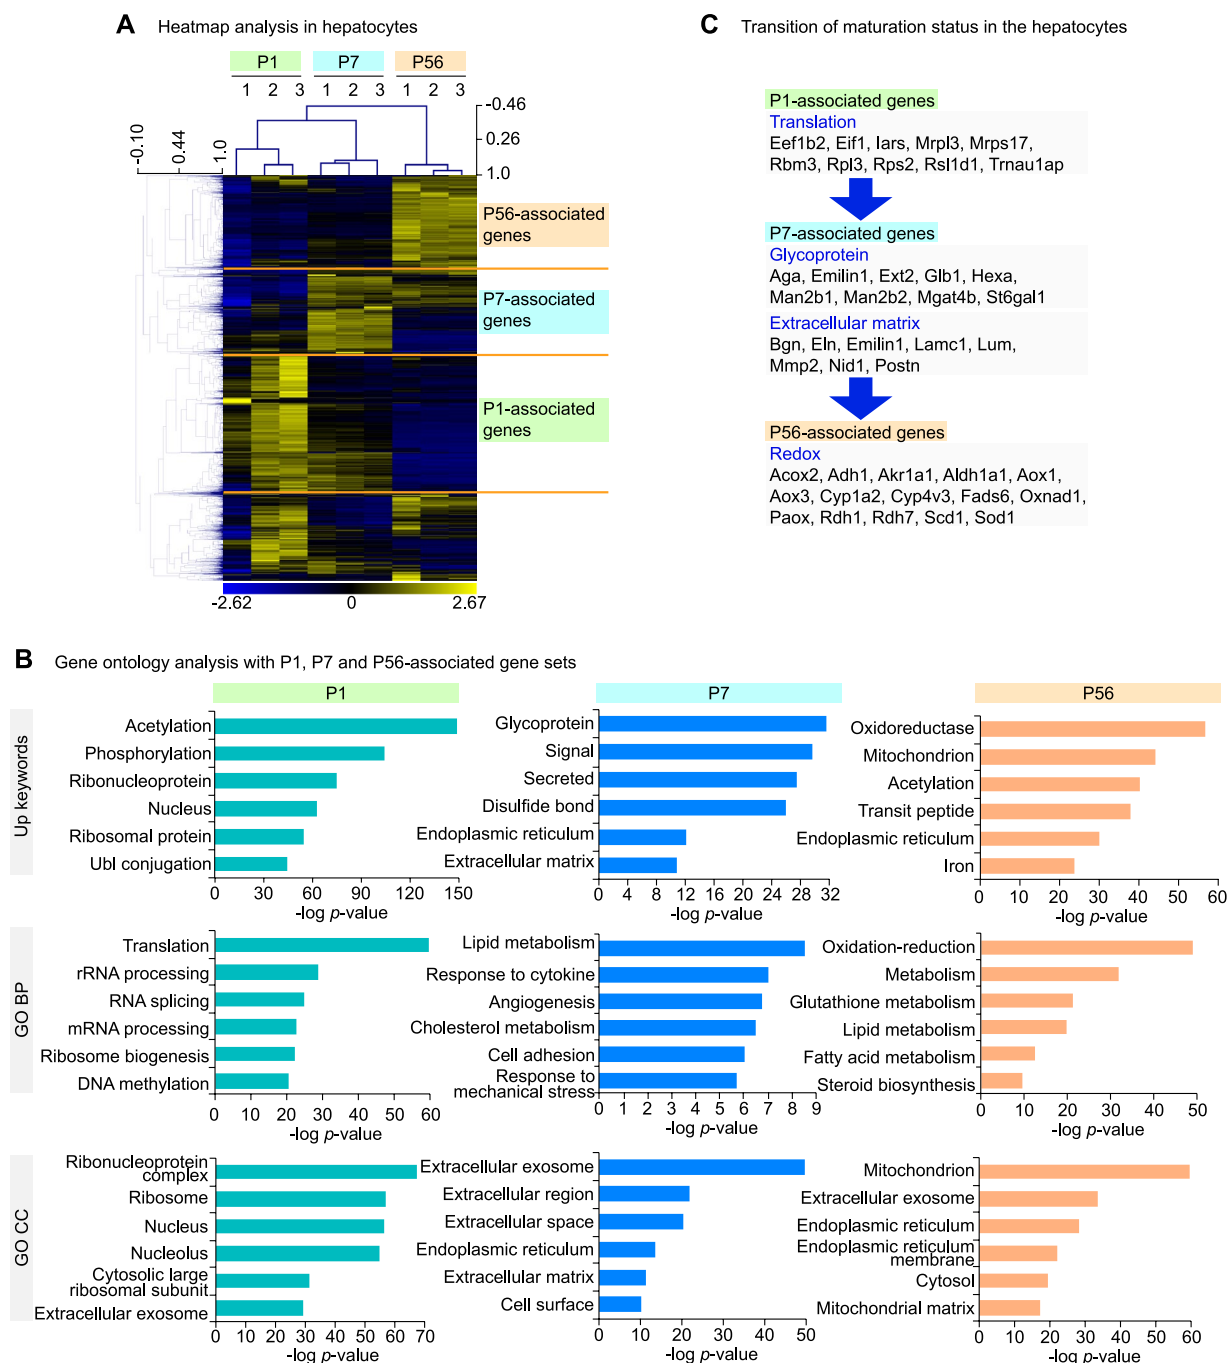 A Heatmap analysis in hepatocytes
P1 P7 P56
1 2 3 1 2 3 1 2 3
-0.46
0.26
1.0
-0.10
0.44
1.0
P56-associated
genes
P7-associated
genes
P1-associated
genes
-2.62 0 2.67
C Transition of maturation status in the hepatocytes
P1-associated genes
Translation
Eef1b2, Eif1, Iars, Mrpl3, Mrps17,
Rbm3, Rpl3, Rps2, Rsl1d1, Trnau1ap
P7-associated genes
Glycoprotein
Aga, Emilin1, Ext2, Glb1, Hexa,
Man2b1, Man2b2, Mgat4b, St6gal1
Extracellular matrix
Bgn, Eln, Emilin1, Lamc1, Lum,
Mmp2, Nid1, Postn
P56-associated genes
Redox
Acox2, Adh1, Akr1a1, Aldh1a1, Aox1,
Aox3, Cyp1a2, Cyp4v3, Fads6, Oxnad1,
Paox, Rdh1, Rdh7, Scd1, Sod1
B Gene ontology analysis with P1, P7 and P56-associated gene sets
P1
P7
P56
Up keywords
Acetylation
Phosphorylation
Ribonucleoprotein
Nucleus
Ribosomal protein
Ubl conjugation
0 30 60 90 120 150
-log p-value
Glycoprotein
Signal
Secreted
Disulfide bond
Endoplasmic reticulum
Extracellular matrix
0 4 8 12 16 20 24 28 32
-log p-value
Oxidoreductase
Mitochondrion
Acetylation
Transit peptide
Endoplasmic reticulum
Iron
0 10 20 30 40 50 60
-log p-value
GO BP
Translation
rRNA processing
RNA splicing
mRNA processing
Ribosome biogenesis
DNA methylation
0 10 20 30 40 50 60
-log p-value
Lipid metabolism
Response to cytokine
Angiogenesis
Cholesterol metabolism
Cell adhesion
Response to
mechanical stress
0 1 2 3 4 5 6 7 8 9
-log p-value
Oxidation-reduction
Metabolism
Glutathione metabolism
Lipid metabolism
Fatty acid metabolism
Steroid biosynthesis
0 10 20 30 40 50
-log p-value
GO CC
Ribonucleoprotein
complex
Ribosome
Nucleus
Nucleolus
Cytosolic large
ribosomal subunit
Extracellular exosome
0 10 20 30 40 50 60 70
-log p-value
Extracellular exosome
Extracellular region
Extracellular space
Endoplasmic reticulum
Extracellular matrix
Cell surface
0 10 20 30 40 50
-log p-value
Mitochondrion
Extracellular exosome
Endoplasmic reticulum
Endoplasmic reticulum
membrane
Cytosol
Mitochondrial matrix
0 10 20 30 40 50 60
-log p-value